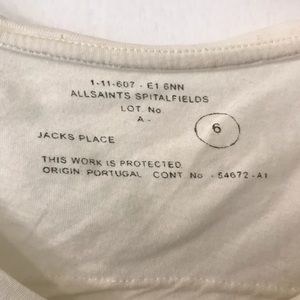 1-11-607 - E1 6NN
ALLSAINTS SPITALFIELDS
LOT. No
A -
6
JACKS PLACE
THIS WORK IS PROTECTED
ORIGIN: PORTUGAL CONT No - 54672-A1